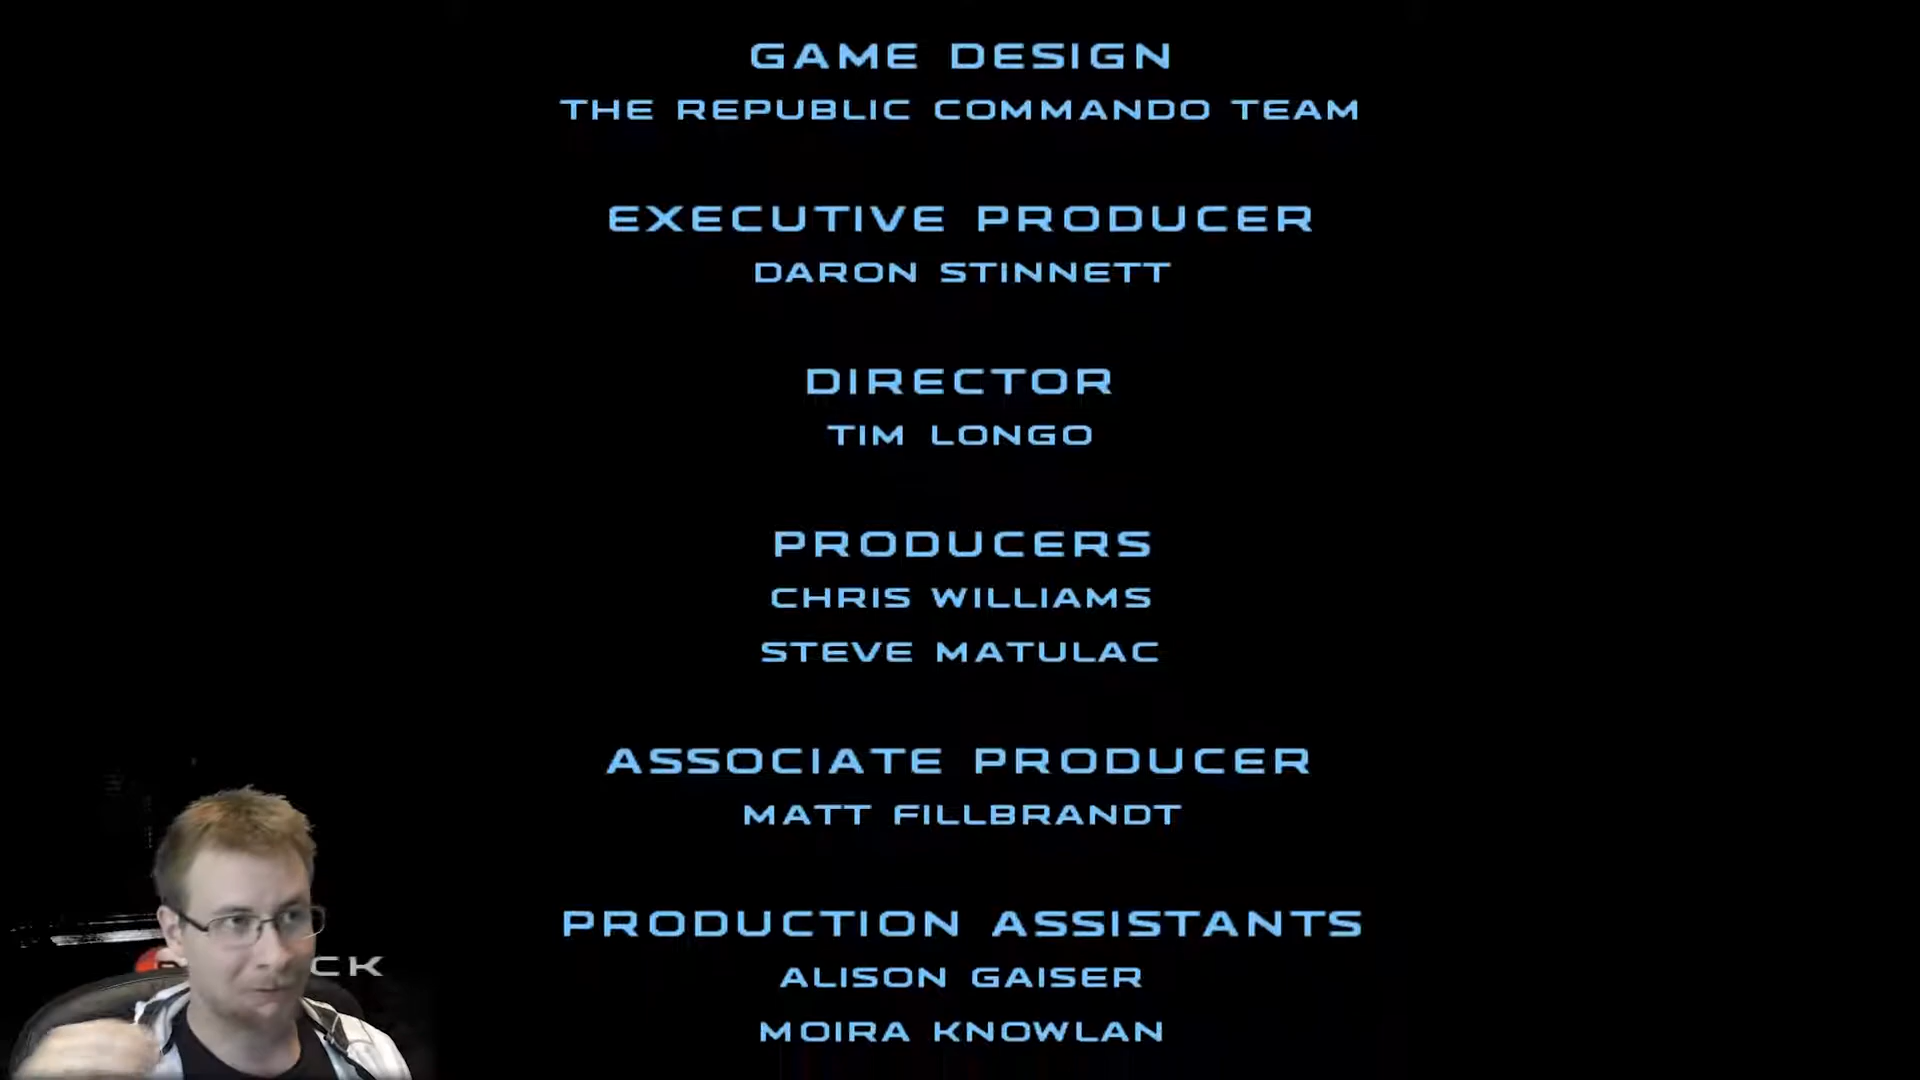 GAME DESIGN
THE REPUBLIC COMMANDO TEAM
EXECUTIVE PRODUCER
DARON STINNETT
DIRECTOR
TIM LONGO
PRODUCERS
CHRIS WILLIAMS
STEVE MATULAC
ASSOCIATE PRODUCER
MATT FILLBRANDT
PRODUCTION ASSISTANTS
ALISON GAISER
MOIRA KNOWLAN